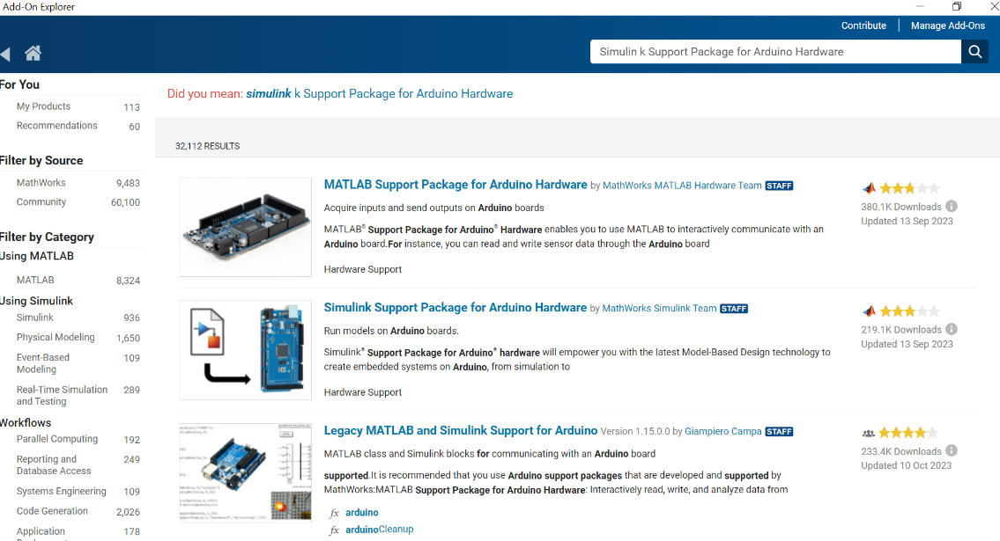 Add-On Explorer
Contribute
Manage Add-Ons
Simulin k Support Package for Arduino Hardware
For You
My Products 113
Recommendations 60
Filter by Source
MathWorks 9,483
Community 60,100
Filter by Category
Using MATLAB
MATLAB 8,324
Using Simulink
Simulink 936
Physical Modeling 1,650
Event-Based
Modeling 109
Real-Time Simulation
and Testing 289
Workflows
Parallel Computing 192
Reporting and
Database Access 249
Systems Engineering 109
Code Generation 2,026
Application 178
Did you mean: simulink k Support Package for Arduino Hardware
32,112 RESULTS
MATLAB Support Package for Arduino Hardware by MathWorks MATLAB Hardware Team STAFF
Acquire inputs and send outputs on Arduino boards
MATLAB® Support Package for Arduino® Hardware enables you to use MATLAB to interactively communicate with an
Arduino board.For instance, you can read and write sensor data through the Arduino board
Hardware Support
380.1K Downloads
Updated 13 Sep 2023
Simulink Support Package for Arduino Hardware by MathWorks Simulink Team STAFF
Run models on Arduino boards.
Simulink® Support Package for Arduino® hardware will empower you with the latest Model-Based Design technology to
create embedded systems on Arduino, from simulation to
Hardware Support
219.1K Downloads
Updated 13 Sep 2023
Legacy MATLAB and Simulink Support for Arduino Version 1.15.0.0 by Giampiero Campa STAFF
MATLAB class and Simulink blocks for communicating with an Arduino board
supported.It is recommended that you use Arduino support packages that are developed and supported by
MathWorks:MATLAB Support Package for Arduino Hardware: Interactively read, write, and analyze data from
fx arduino
fx arduinoCleanup
233.4K Downloads
Updated 10 Oct 2023